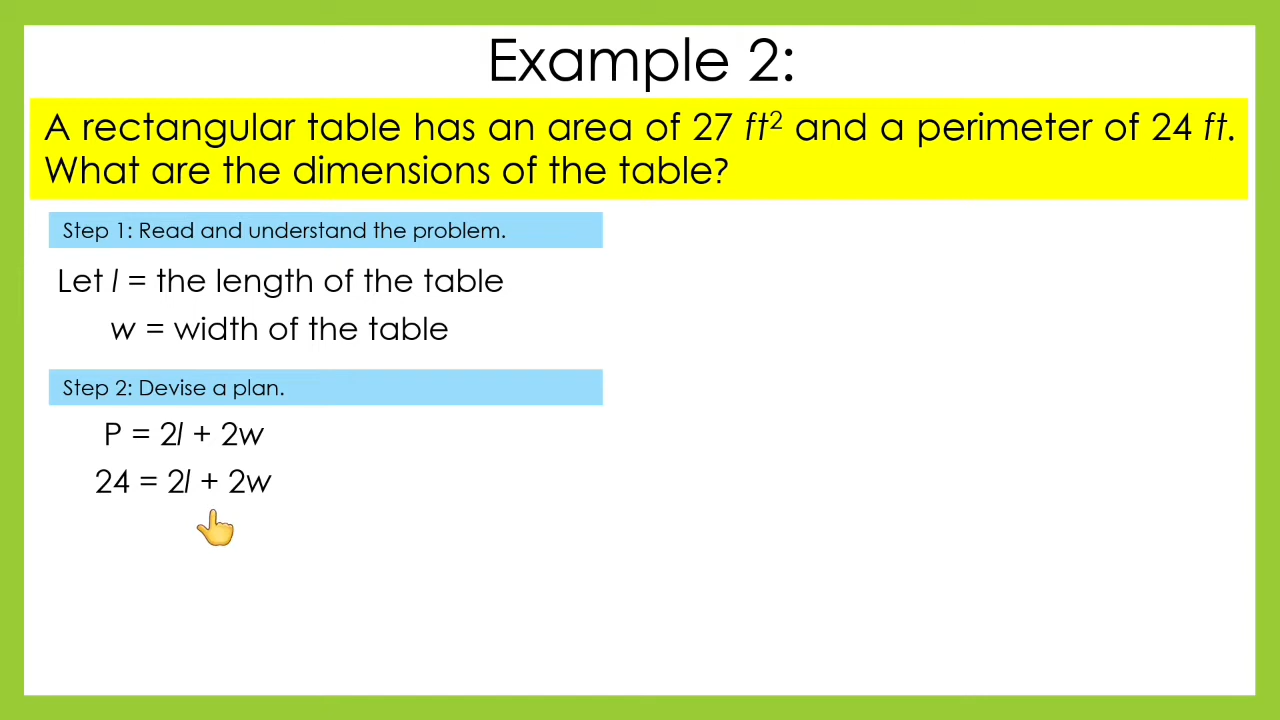 Example 2:
A rectangular table has an area of 27 ft² and a perimeter of 24 ft.
What are the dimensions of the table?
Step 1: Read and understand the problem.
Let l = the length of the table
w = width of the table
Step 2: Devise a plan.
P = 2l + 2w
24 = 2l + 2w